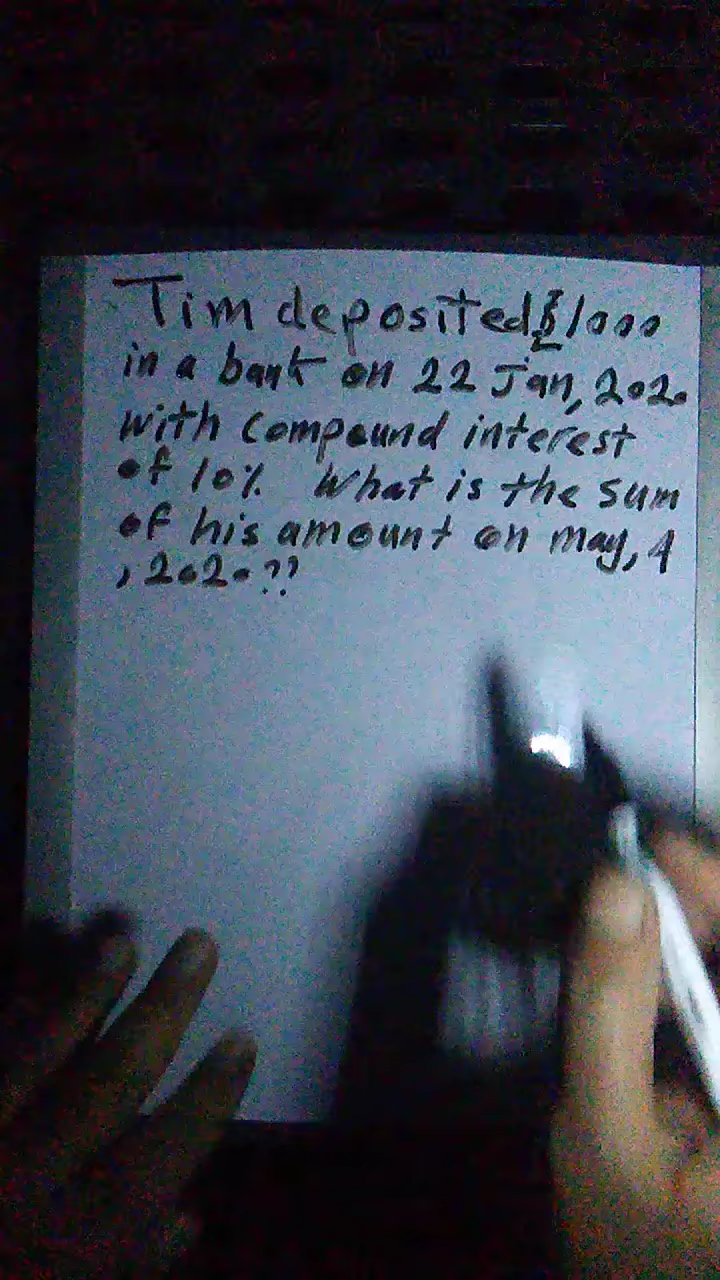 Tim deposited $1000
in a bank on 22 Jan, 2020
with compound interest
of 10% What is the sum
of his amount on may, 4
, 2020??